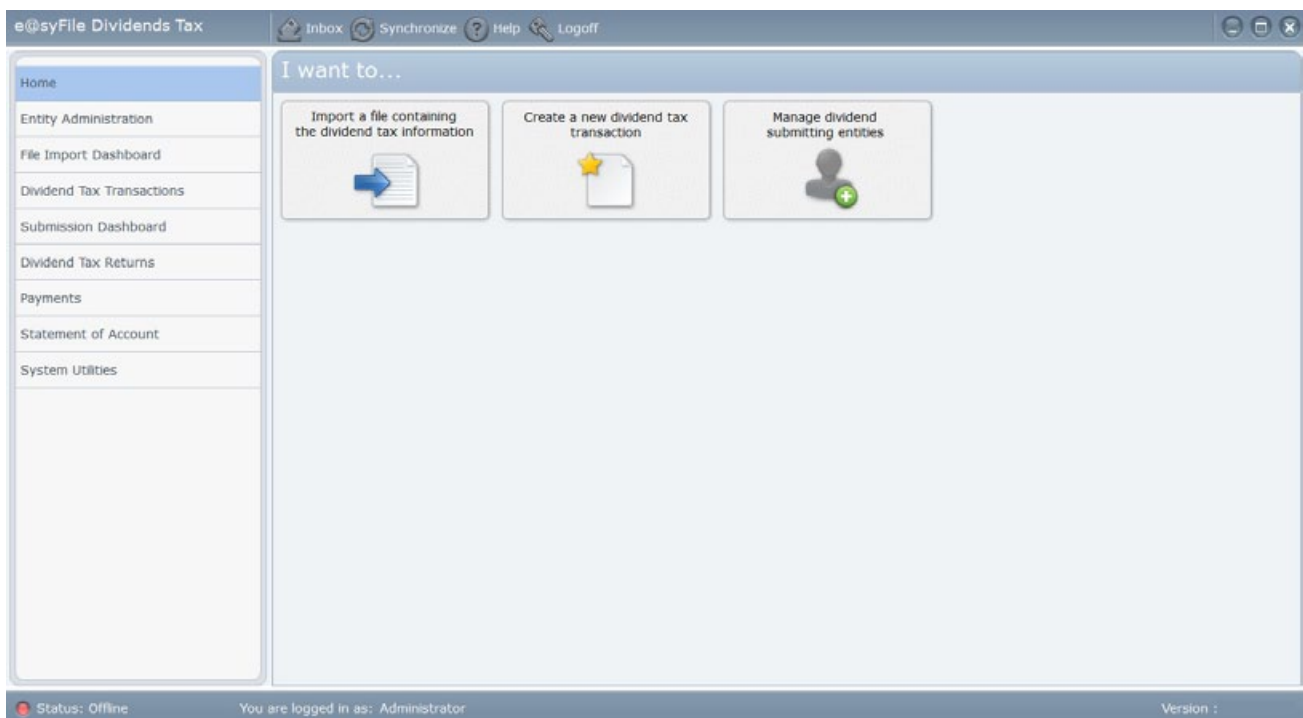 e@syFile Dividends Tax
Inbox Synchronize ? Help Logoff
I want to...
Home
Entity Administration
File Import Dashboard
Dividend Tax Transactions
Submission Dashboard
Dividend Tax Returns
Payments
Statement of Account
System Utilities
Import a file containing
the dividend tax information
Create a new dividend tax
transaction
Manage dividend
submitting entities
Status: Offline
You are logged in as: Administrator
Version :